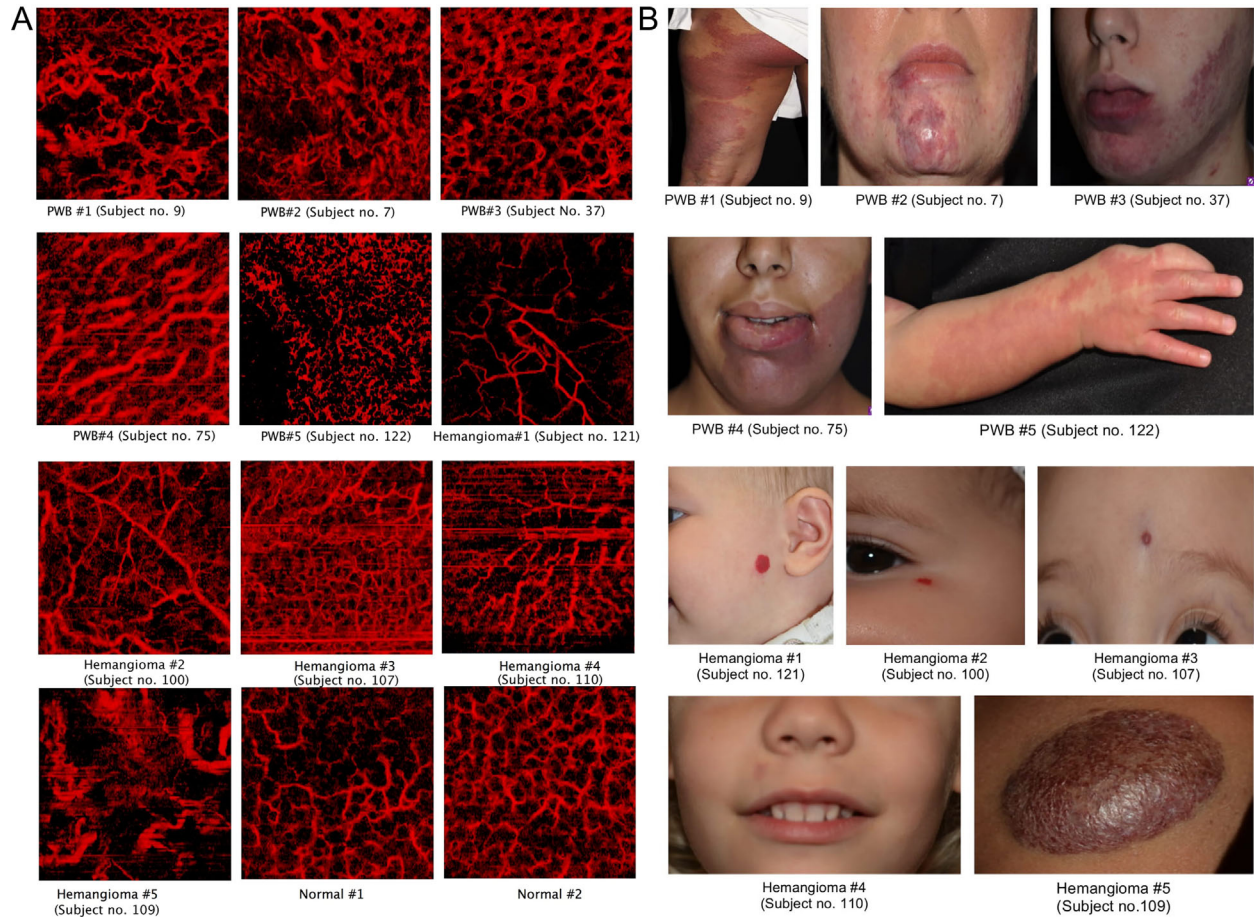 A
B
PWB #1 (Subject no. 9)
PWB#2 (Subject no. 7)
PWB#3 (Subject No. 37)
PWB#4 (Subject no. 75)
PWB#5 (Subject no. 122)
Hemangioma#1 (Subject no. 121)
Hemangioma #2
(Subject no. 100)
Hemangioma #3
(Subject no. 107)
Hemangioma #4
(Subject no. 110)
Hemangioma #5
(Subject no. 109)
Normal #1
Normal #2
PWB #1 (Subject no. 9)
PWB #2 (Subject no. 7)
PWB #3 (Subject no. 37)
PWB #4 (Subject no. 75)
PWB #5 (Subject no. 122)
Hemangioma #1
(Subject no. 121)
Hemangioma #2
(Subject no. 100)
Hemangioma #3
(Subject no. 107)
Hemangioma #4
(Subject no. 110)
Hemangioma #5
(Subject no.109)